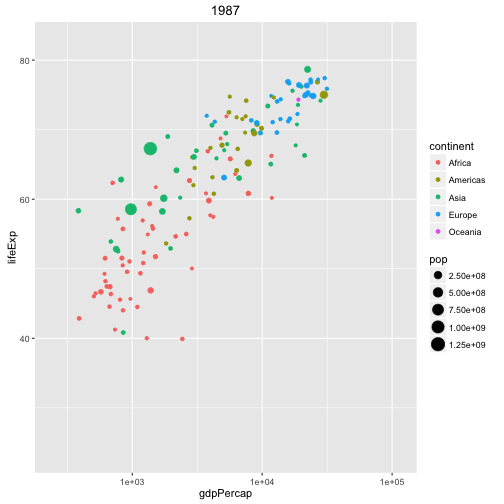 1987
80
60
40
lifeExp
1e+03
1e+04
1e+05
gdpPercap
continent
Africa
Americas
Asia
Europe
Oceania
pop
2.50e+08
5.00e+08
7.50e+08
1.00e+09
1.25e+09